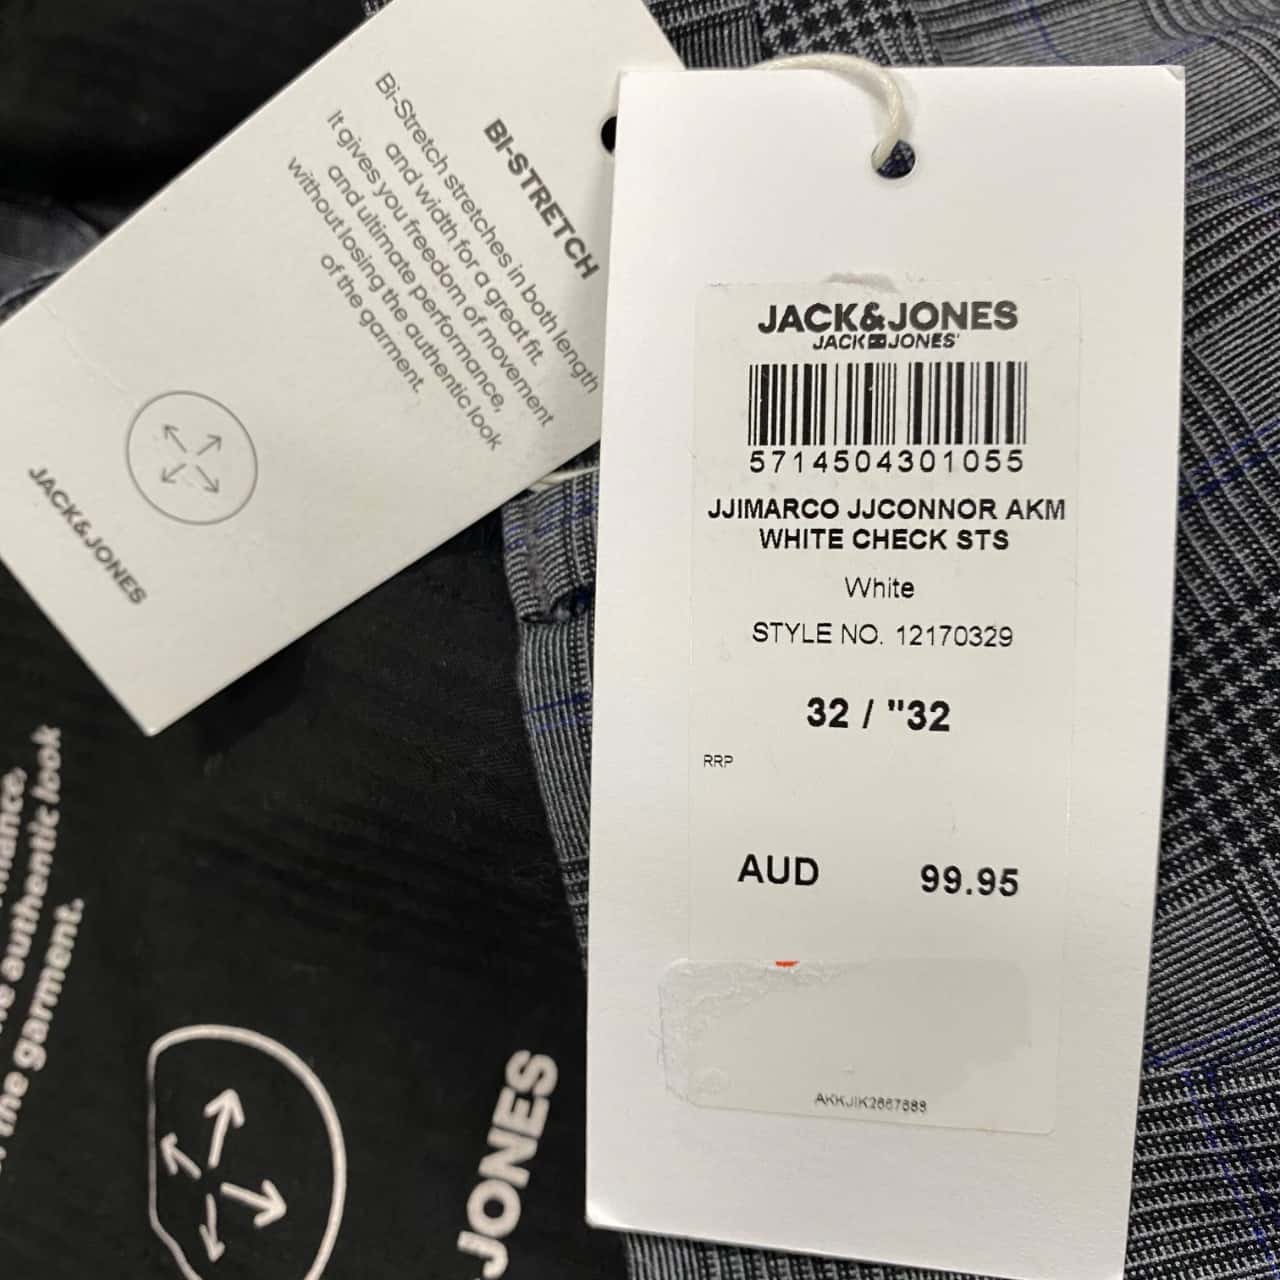 BI-STRETCH
Bi-Stretch stretches in both length
and width for a great fit.
It gives you freedom of movement
and ultimate performance,
without losing the authentic look
of the garment.
JACK&JONES
JACK&JONES
JACK JONES
5714504301055
JJIMARCO JJCONNOR AKM
WHITE CHECK STS
White
STYLE NO. 12170329
32 / "32
RRP
AUD 99.95
authentic look
the garment.
JONES